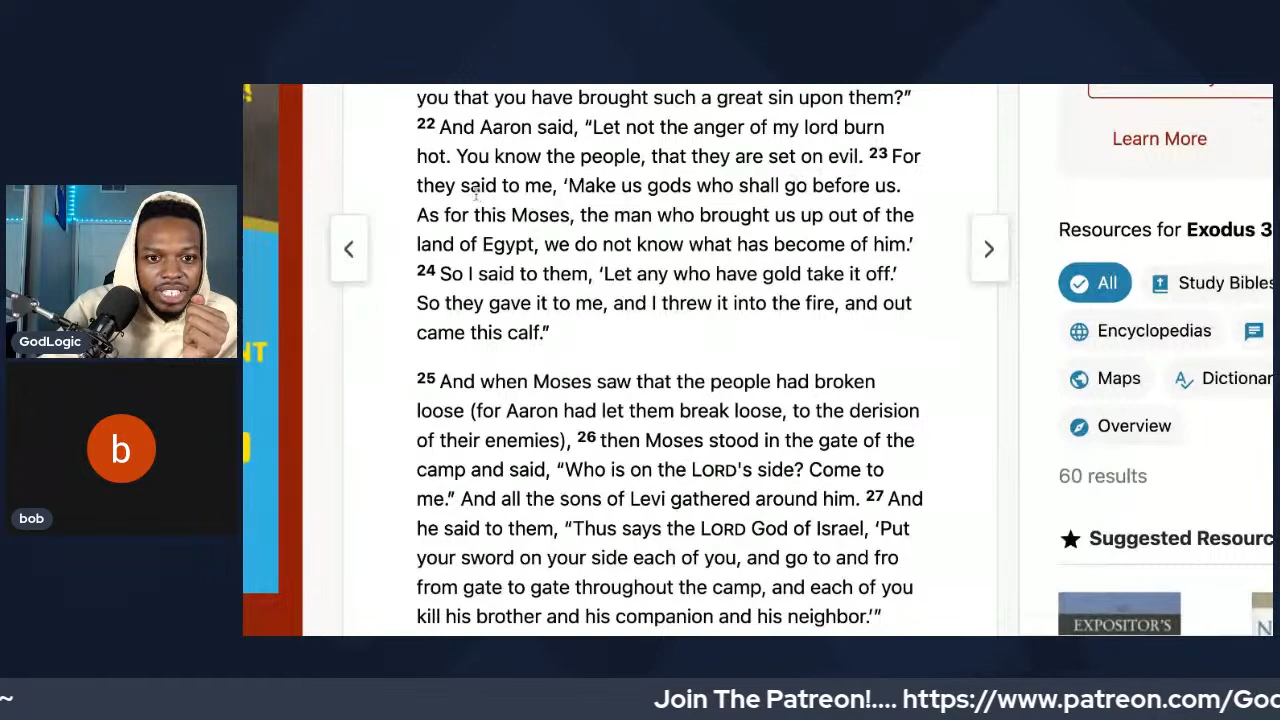 you that you have brought such a great sin upon them?”
22 And Aaron said, “Let not the anger of my lord burn
hot. You know the people, that they are set on evil. 23 For
they said to me, ‘Make us gods who shall go before us.
As for this Moses, the man who brought us up out of the
land of Egypt, we do not know what has become of him.’
24 So I said to them, ‘Let any who have gold take it off.’
So they gave it to me, and I threw it into the fire, and out
came this calf.”
25 And when Moses saw that the people had broken
loose (for Aaron had let them break loose, to the derision
of their enemies), 26 then Moses stood in the gate of the
camp and said, “Who is on the LORD's side? Come to
me.” And all the sons of Levi gathered around him. 27 And
he said to them, “Thus says the LORD God of Israel, ‘Put
your sword on your side each of you, and go to and fro
from gate to gate throughout the camp, and each of you
kill his brother and his companion and his neighbor.’”
Learn More
Resources for Exodus 3
All
Study Bibles
Encyclopedias
Maps
Dictionar
Overview
60 results
Suggested Resourc
EXPOSITOR'S
N
GodLogic
b
bob
NT
~
Join The Patreon!.... https://www.patreon.com/God